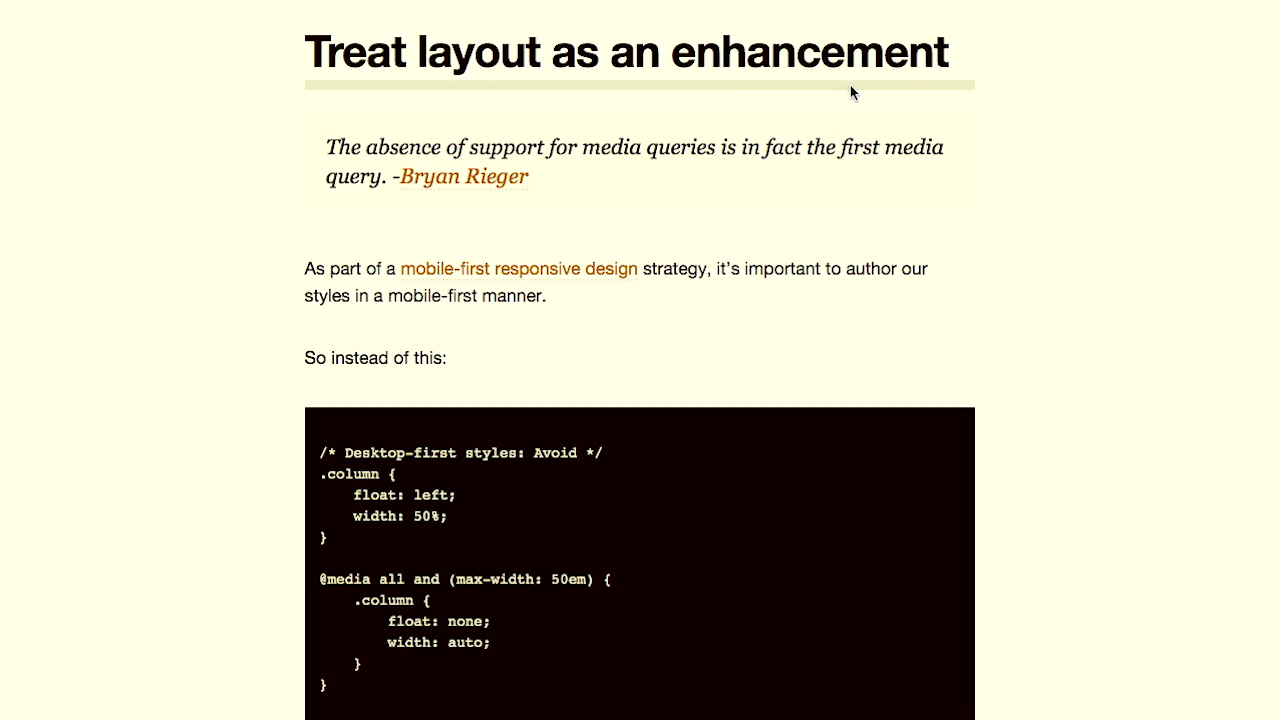 Treat layout as an enhancement
The absence of support for media queries is in fact the first media
query. -Bryan Rieger
As part of a mobile-first responsive design strategy, it's important to author our
styles in a mobile-first manner.
So instead of this:
/* Desktop-first styles: Avoid */
.column {
    float: left;
    width: 50%;
}
@media all and (max-width: 50em) {
    .column {
        float: none;
        width: auto;
    }
}